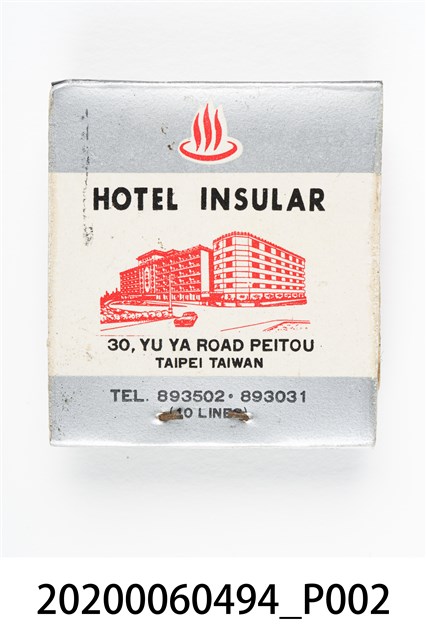 HOTEL INSULAR
30, YU YA ROAD PEITOU
TAIPEI TAIWAN
TEL. 893502・893031
(10 LINES)
20200060494_P002